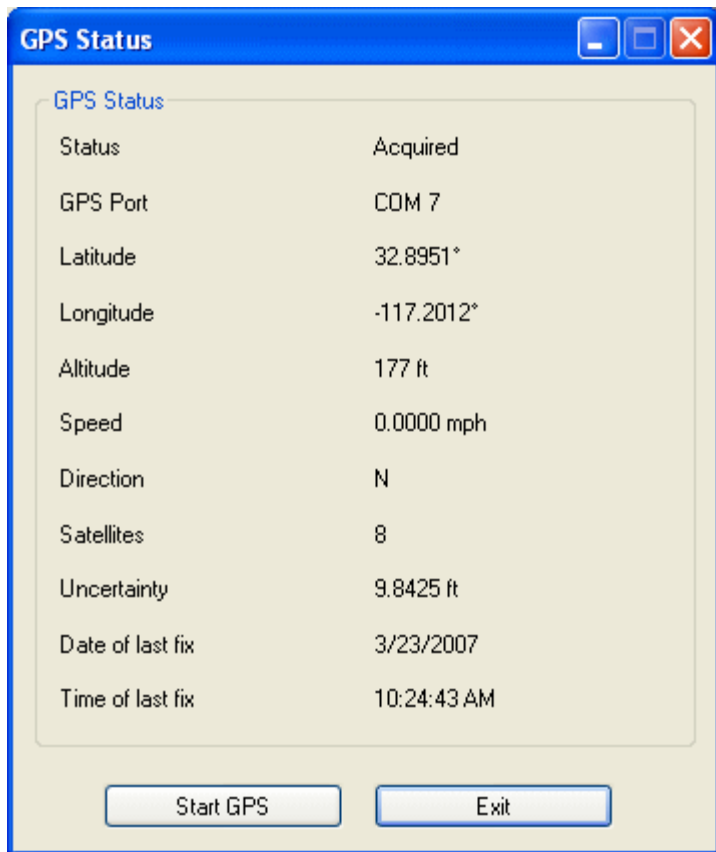 GPS Status
GPS Status
Status Acquired
GPS Port COM 7
Latitude 32.8951°
Longitude -117.2012°
Altitude 177 ft
Speed 0.0000 mph
Direction N
Satellites 8
Uncertainty 9.8425 ft
Date of last fix 3/23/2007
Time of last fix 10:24:43 AM
Start GPS Exit